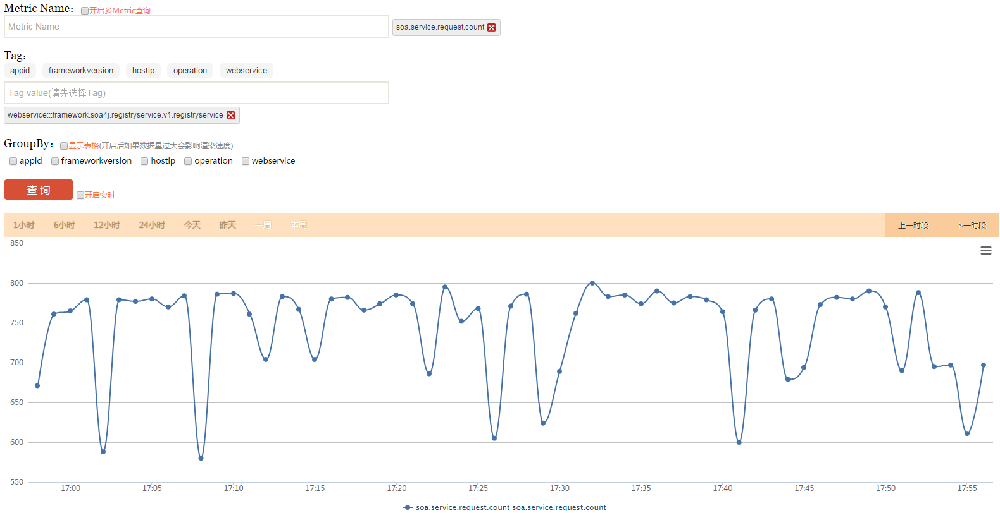 Metric Name： 开启多Metric查询
Metric Name soa.service.request.count
Tag：
appid frameworkversion hostip operation webservice
Tag value(请先选择Tag)
webservice:::framework.soa4j.registryservice.v1.registryservice
GroupBy： 显示表格(开启后如果数据量过大会影响渲染速度)
appid frameworkversion hostip operation webservice
查 询 开启实时
1小时 6小时 12小时 24小时 今天 昨天 一周 本周 上一时段 下一时段
850
800
750
700
650
600
550
17:00 17:05 17:10 17:15 17:20 17:25 17:30 17:35 17:40 17:45 17:50 17:55
soa.service.request.count soa.service.request.count